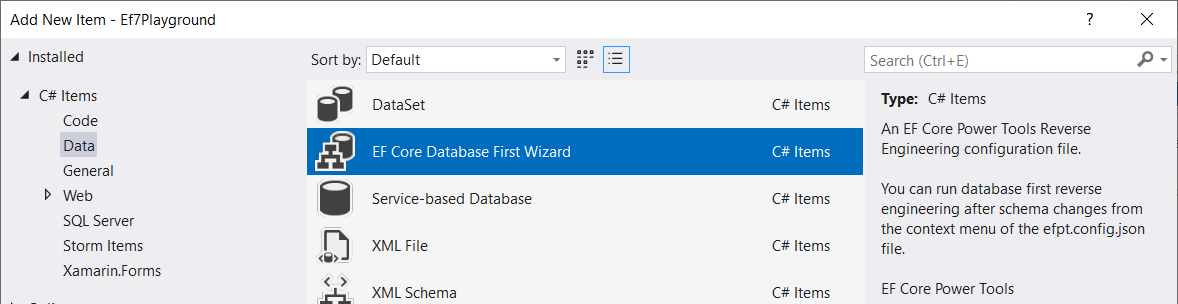 Add New Item - Ef7Playground
?
Installed
Sort by: Default
Search (Ctrl+E)
C# Items
Code
Data
General
Web
SQL Server
Storm Items
Xamarin.Forms
DataSet C# Items
EF Core Database First Wizard C# Items
Service-based Database C# Items
XML File C# Items
XML Schema C# Items
Type: C# Items
An EF Core Power Tools Reverse
Engineering configuration file.
You can run database first reverse
engineering after schema changes from
the context menu of the efpt.config.json
file.
EF Core Power Tools